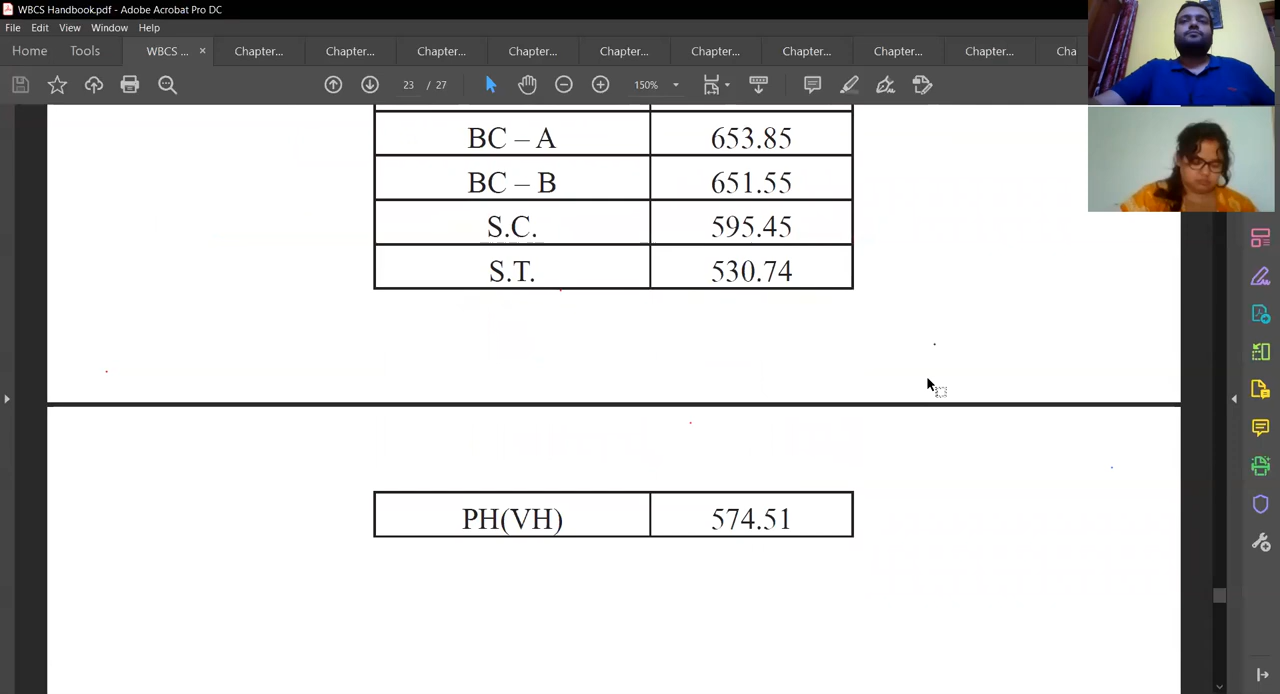 WBCS Handbook.pdf - Adobe Acrobat Pro DC
File Edit View Window Help
Home Tools WBCS ... × Chapter... Chapter... Chapter... Chapter... Chapter... Chapter... Chapter... Chapter... Chapter... Cha
23 / 27 150%
BC – A 653.85
BC – B 651.55
S.C. 595.45
S.T. 530.74
PH(VH) 574.51